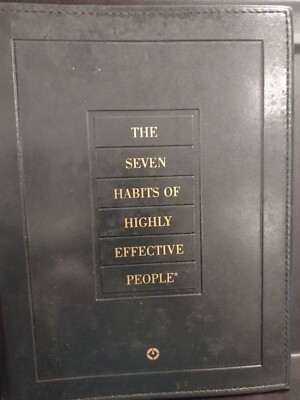 THE
SEVEN
HABITS OF
HIGHLY
EFFECTIVE
PEOPLE®